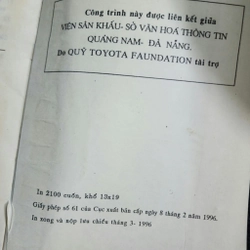 Công trình này được liên kết giữa
VIỆN SÂN KHẤU- SỞ VĂN HOÁ THÔNG TIN
QUẢNG NAM- ĐÀ NẴNG.
Do QUỸ TOYOTA FAUNDATION tài trợ
In 2100 cuốn, khổ 13x19
Giấy phép số 61 của Cục xuất bản cấp ngày 8 tháng 2 năm 1996.
In xong và nộp lưu chiểu tháng 3- 1996